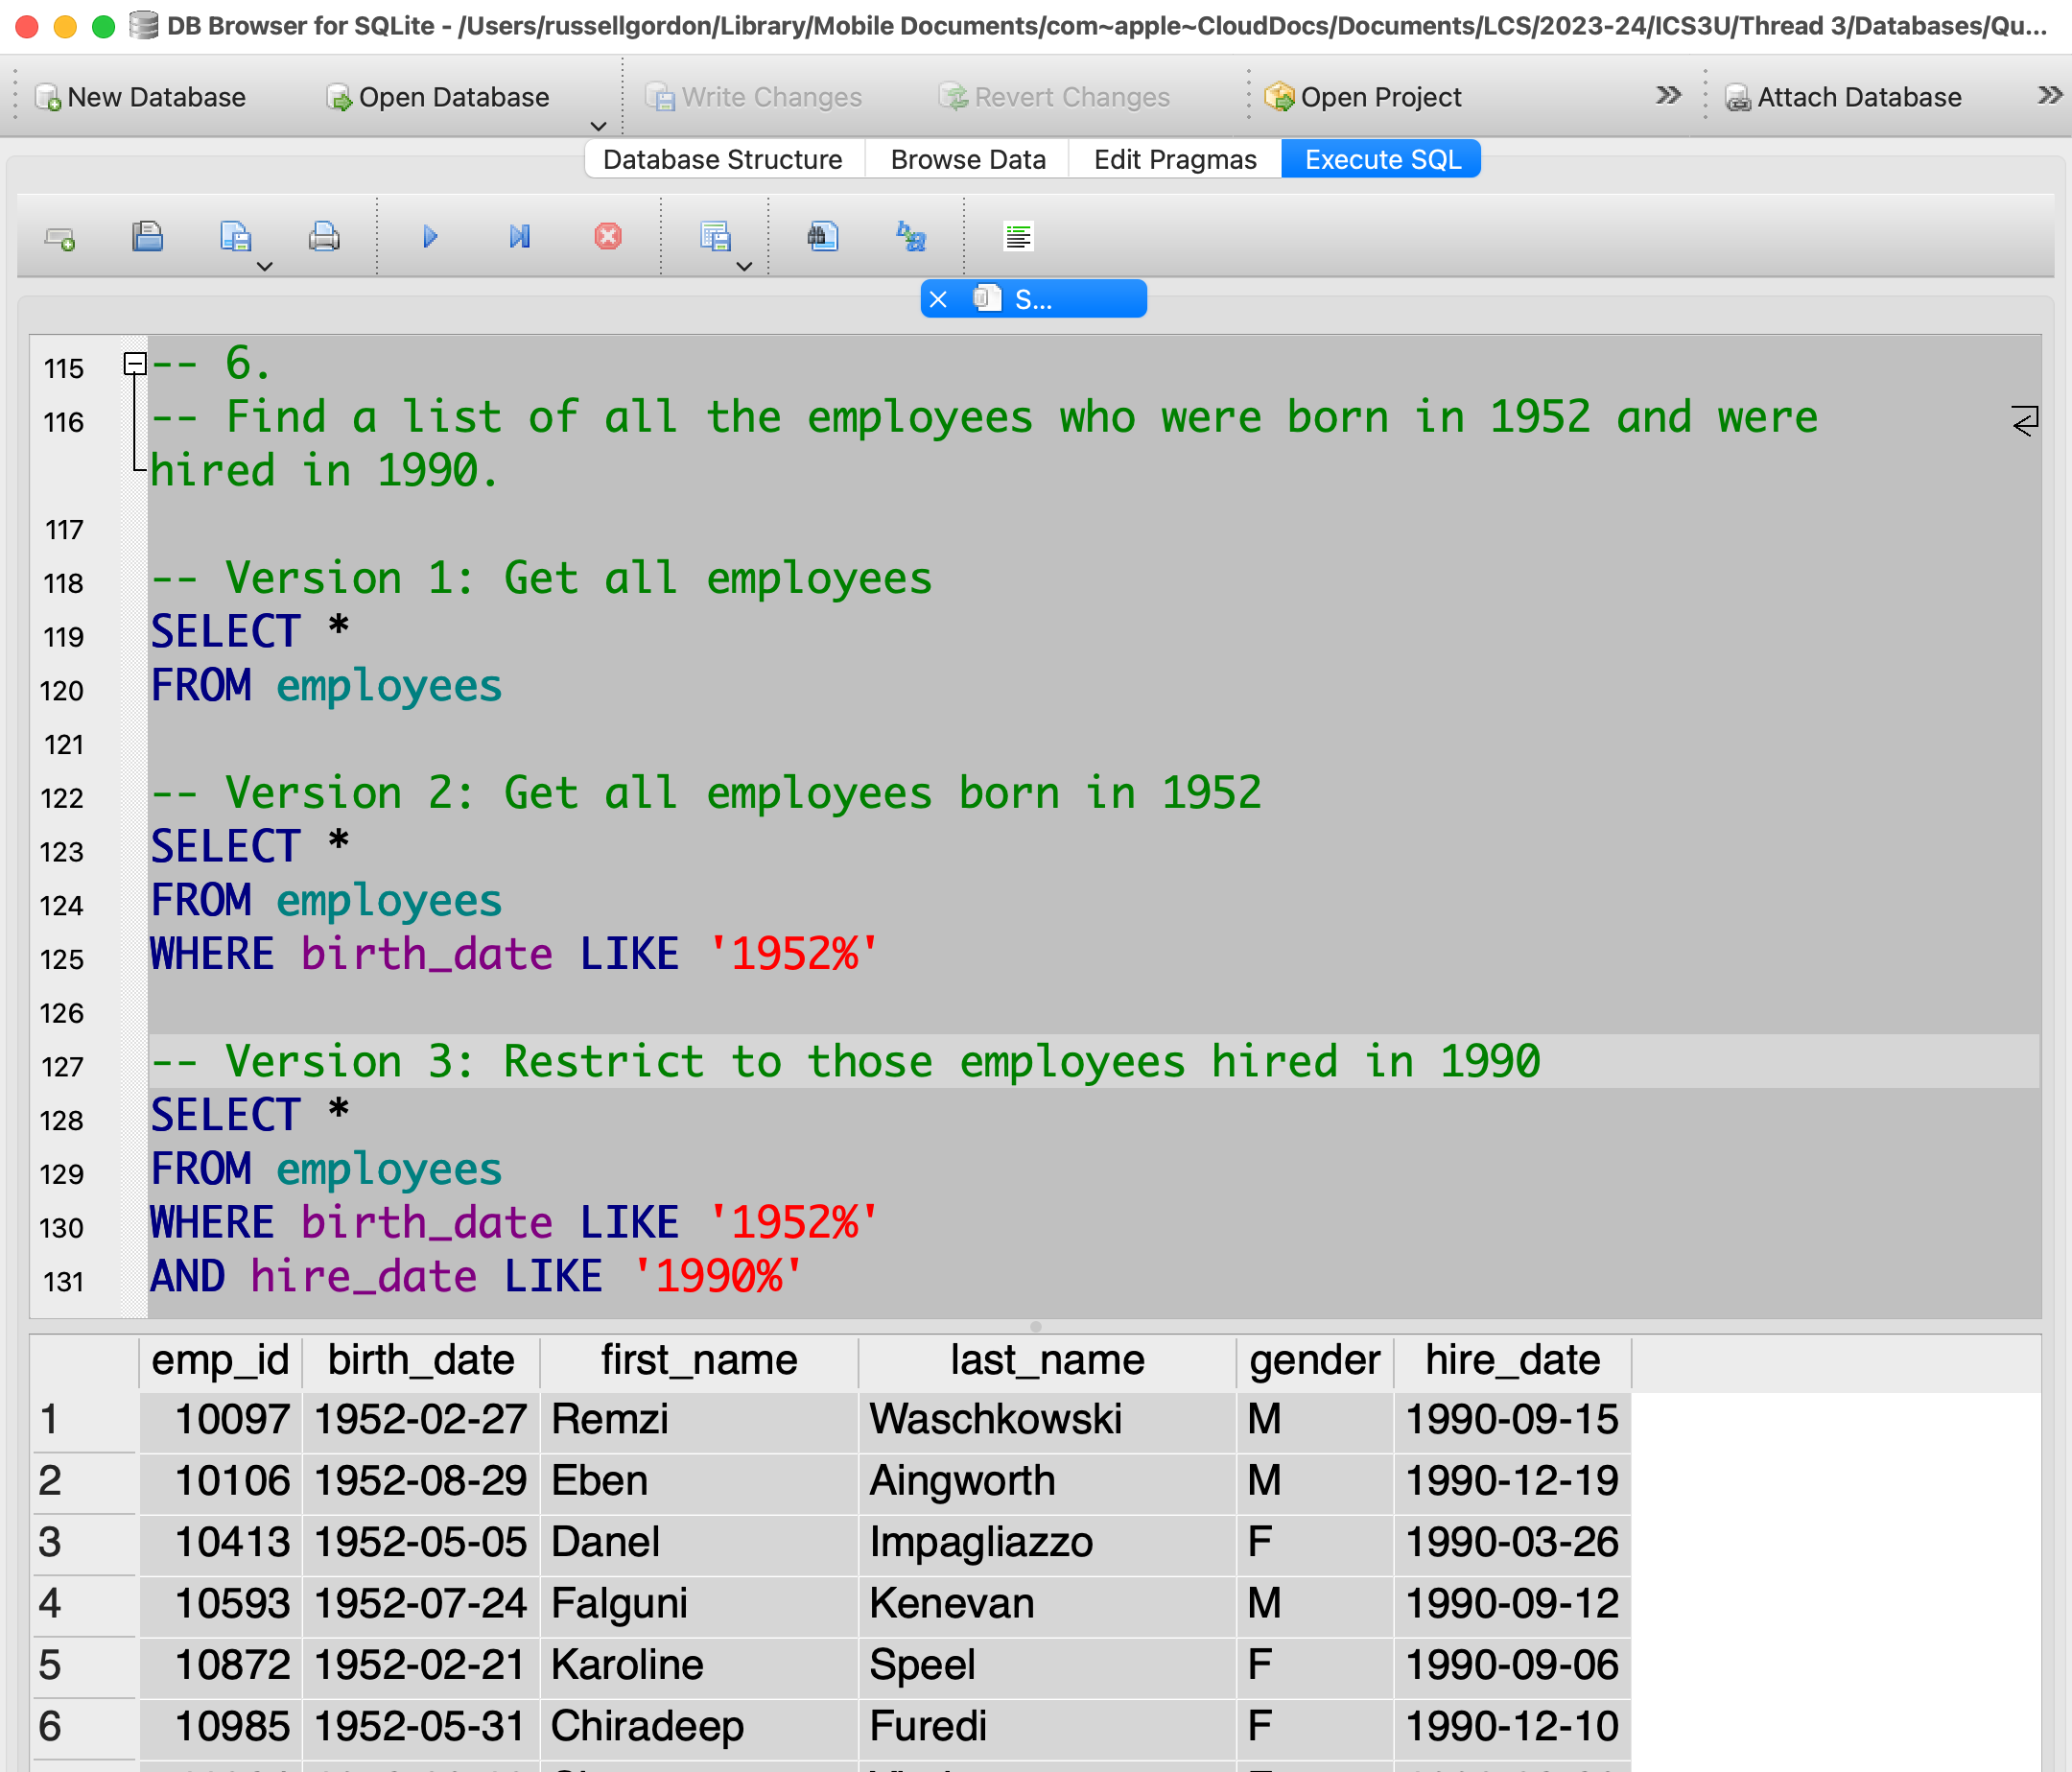 DB Browser for SQLite - /Users/russellgordon/Library/Mobile Documents/com~apple~CloudDocs/Documents/LCS/2023-24/ICS3U/Thread 3/Databases/Qu...
New Database Open Database Write Changes Revert Changes Open Project Attach Database
Database Structure Browse Data Edit Pragmas Execute SQL
S...
115 -- 6.
116 -- Find a list of all the employees who were born in 1952 and were
hired in 1990.
117
118 -- Version 1: Get all employees
119 SELECT *
120 FROM employees
121
122 -- Version 2: Get all employees born in 1952
123 SELECT *
124 FROM employees
125 WHERE birth_date LIKE '1952%'
126
127 -- Version 3: Restrict to those employees hired in 1990
128 SELECT *
129 FROM employees
130 WHERE birth_date LIKE '1952%'
131 AND hire_date LIKE '1990%'
emp_id birth_date first_name last_name gender hire_date
1 10097 1952-02-27 Remzi Waschkowski M 1990-09-15
2 10106 1952-08-29 Eben Aingworth M 1990-12-19
3 10413 1952-05-05 Danel Impagliazzo F 1990-03-26
4 10593 1952-07-24 Falguni Kenevan M 1990-09-12
5 10872 1952-02-21 Karoline Speel F 1990-09-06
6 10985 1952-05-31 Chiradeep Furedi F 1990-12-10